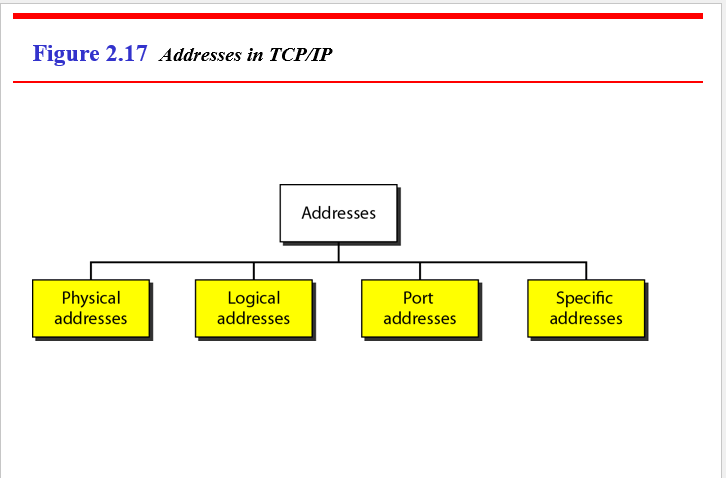 Figure 2.17 Addresses in TCP/IP
Addresses
Physical
addresses
Logical
addresses
Port
addresses
Specific
addresses